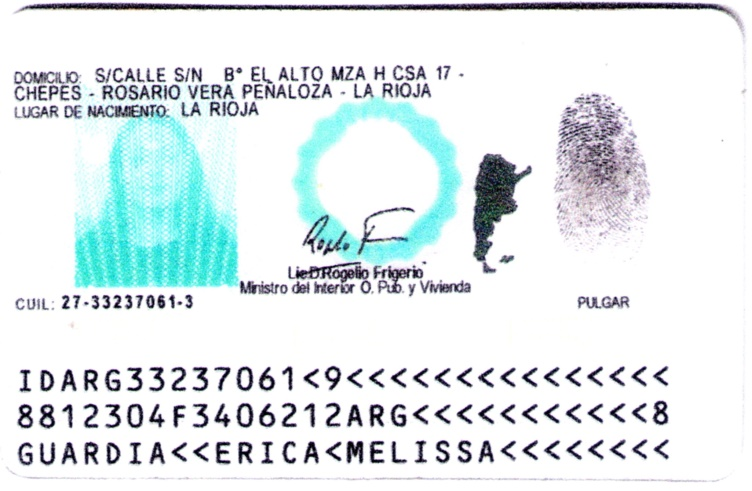 DOMICILIO: S/CALLE S/N B° EL ALTO MZA H CSA 17 -
CHEPES - ROSARIO VERA PEÑALOZA - LA RIOJA
LUGAR DE NACIMIENTO: LA RIOJA
Lic.D.Rogelio Frigerio
Ministro del Interior O. Pub. y Vivienda
CUIL: 27-33237061-3
PULGAR
IDARG33237061<9<<<<<<<<<<<<<<<
8812304F3406212ARG<<<<<<<<<<<8
GUARDIA<<ERICA<MELISSA<<<<<<<<